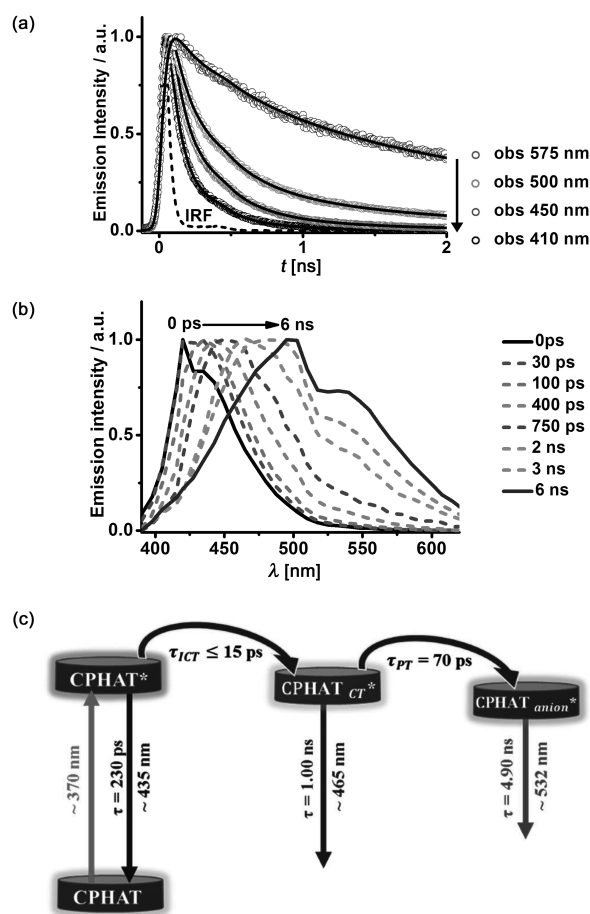 (a)
Emission Intensity / a.u.
1.0
0.5
0.0
IRF
0
1
2
t [ns]
obs 575 nm
obs 500 nm
obs 450 nm
obs 410 nm
(b)
Emission intensity / a.u.
1.0
0.5
0.0
0 ps
6 ns
400
450
500
550
600
λ [nm]
0ps
30 ps
100 ps
400 ps
750 ps
2 ns
3 ns
6 ns
(c)
τICT ≤ 15 ps
τPT = 70 ps
CPHAT*
CPHAT CT*
CPHAT anion*
~ 370 nm
τ = 230 ps
~ 435 nm
τ = 1.00 ns
~ 465 nm
τ = 4.90 ns
~ 532 nm
CPHAT